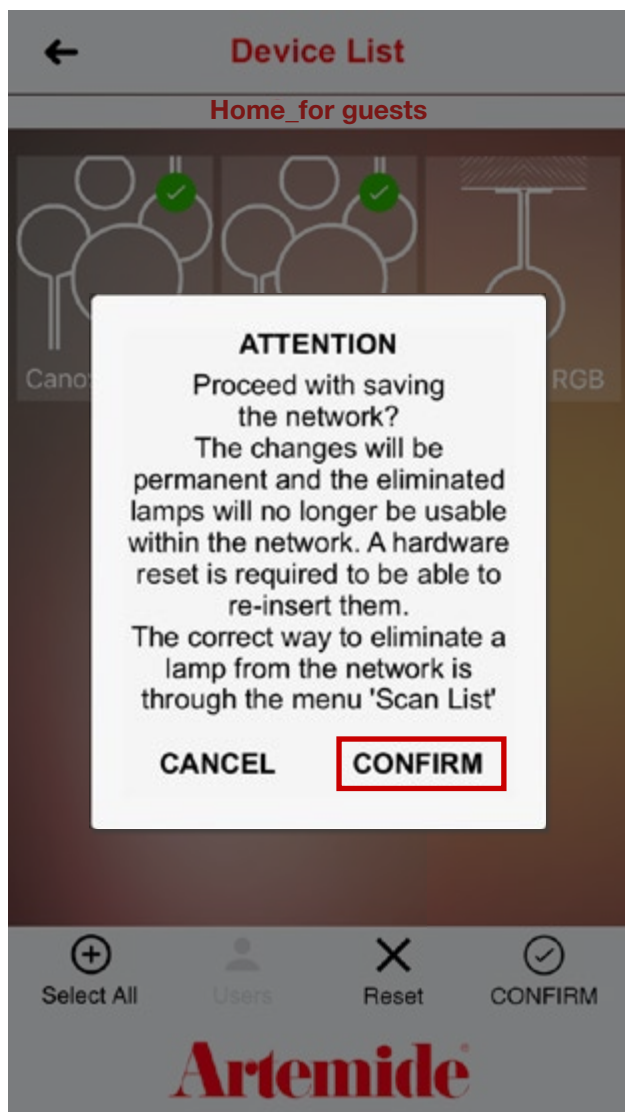 Device List
Home_for guests
Cano
RGB
ATTENTION
Proceed with saving
the network?
The changes will be
permanent and the eliminated
lamps will no longer be usable
within the network. A hardware
reset is required to be able to
re-insert them.
The correct way to eliminate a
lamp from the network is
through the menu 'Scan List'
CANCEL CONFIRM
Select All Users Reset CONFIRM
Artemide